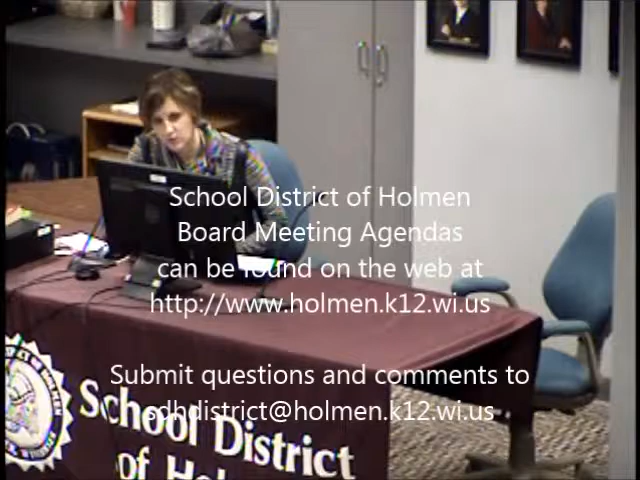 School District of Holmen
Board Meeting Agendas
can be found on the web at
http://www.holmen.k12.wi.us
Submit questions and comments to
sdhdistrict@holmen.k12.wi.us
School District
of